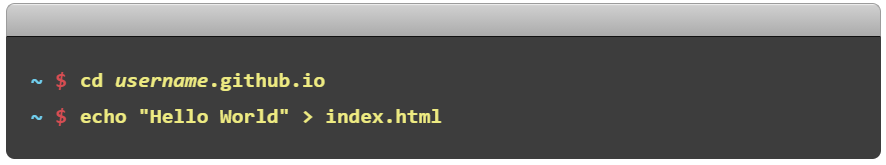 ~ $ cd username.github.io
~ $ echo "Hello World" > index.html